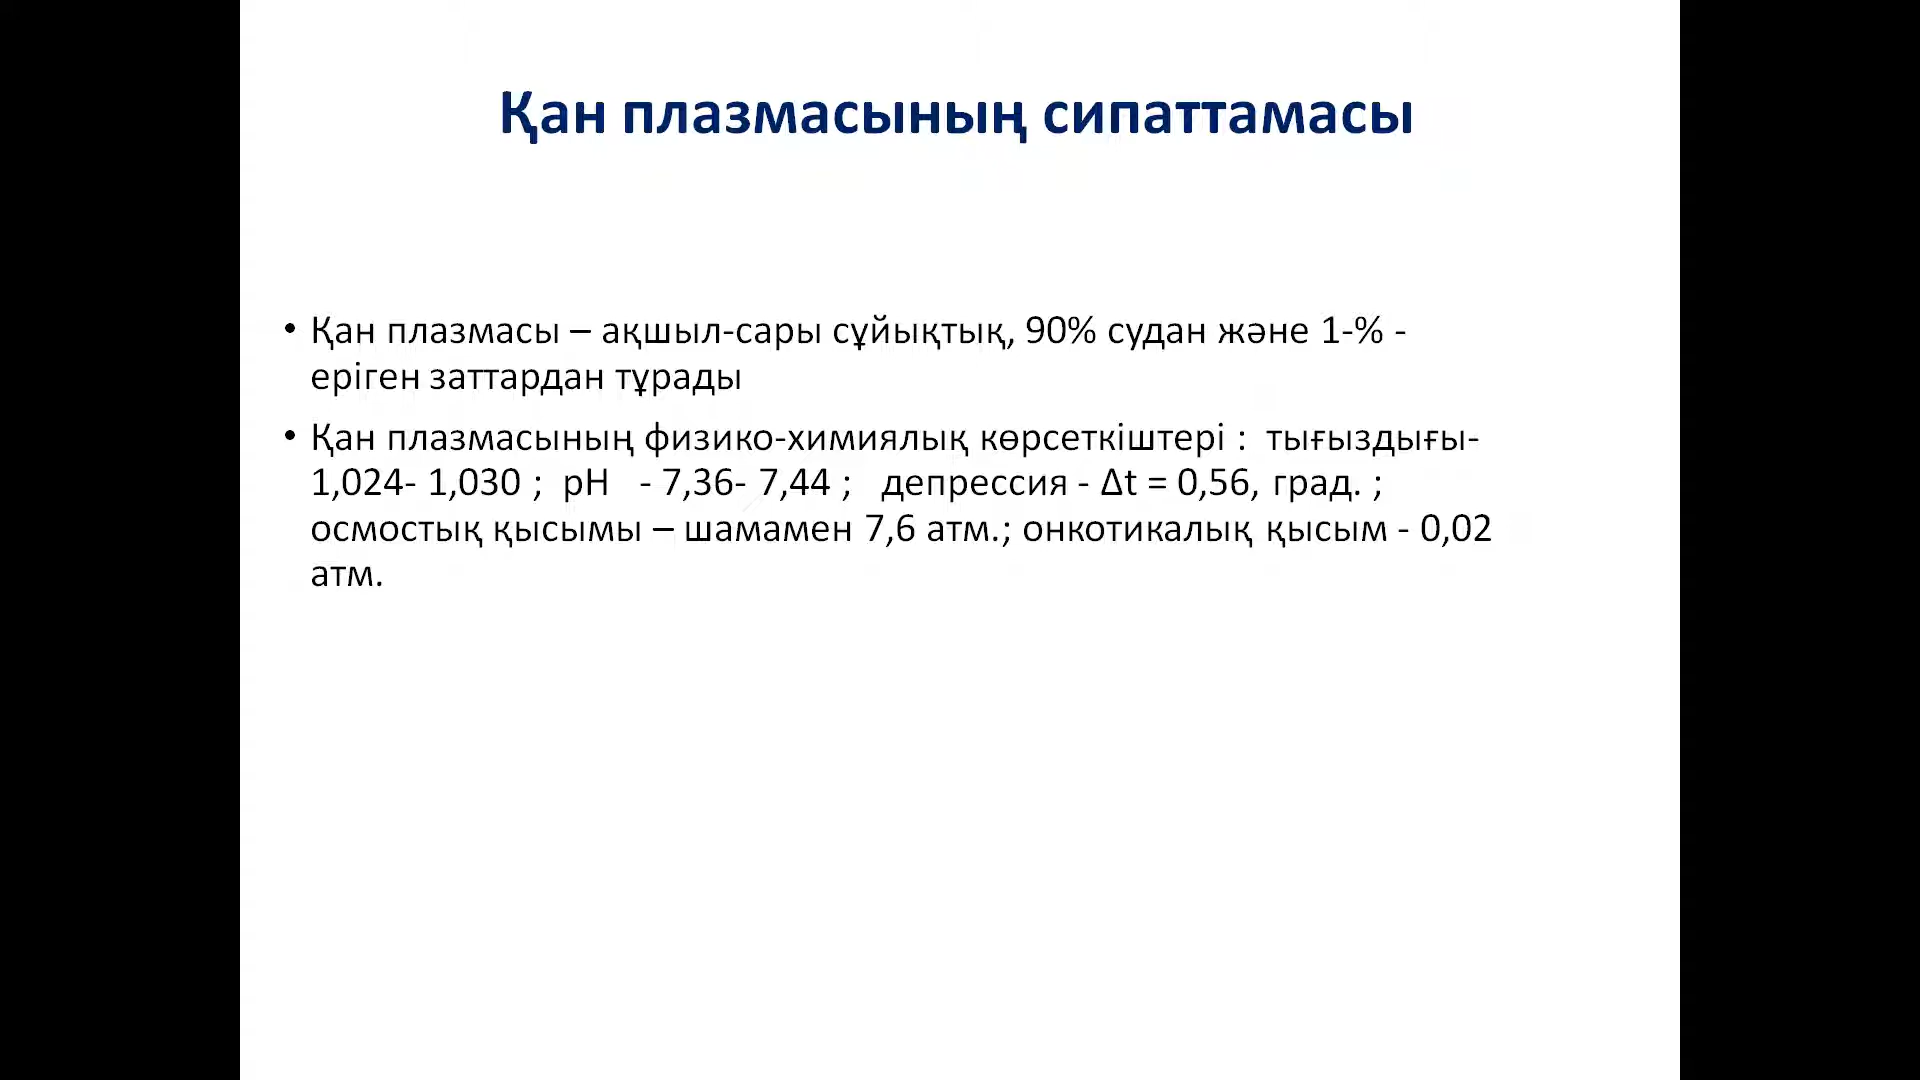 Қан плазмасының сипаттамасы
• Қан плазмасы – ақшыл-сары сұйықтық, 90% судан және 1-% -
еріген заттардан тұрады
• Қан плазмасының физико-химиялық көрсеткіштері :  тығыздығы-
1,024- 1,030 ;  рН   - 7,36- 7,44 ;   депрессия - Δt = 0,56, град. ;
осмостық қысымы – шамамен 7,6 атм.; онкотикалық қысым - 0,02
атм.